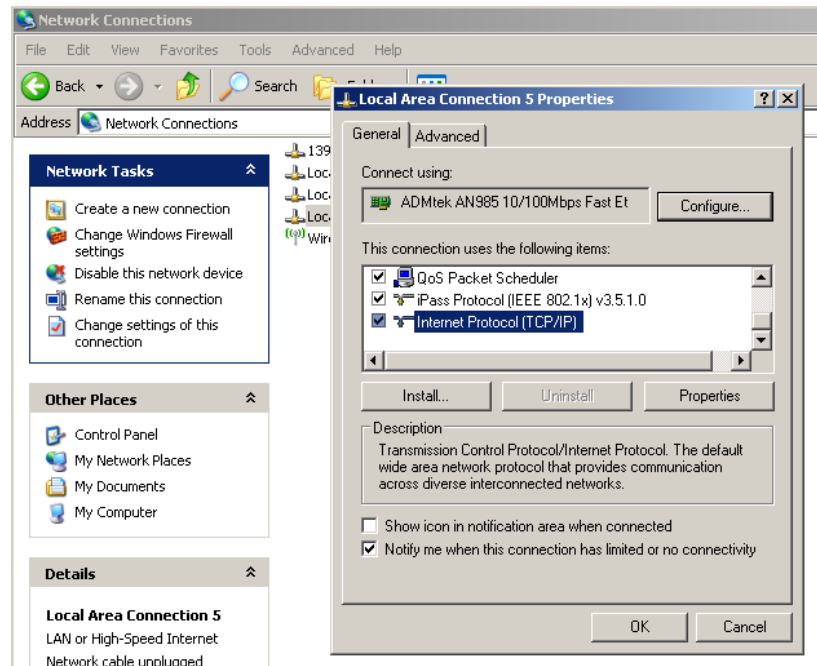 Network Connections
File Edit View Favorites Tools Advanced Help
Back Search
Address Network Connections
Network Tasks
Create a new connection
Change Windows Firewall
settings
Disable this network device
Rename this connection
Change settings of this
connection
Other Places
Control Panel
My Network Places
My Documents
My Computer
Details
Local Area Connection 5
LAN or High-Speed Internet
Network cable unplugged
139
Loc
Loc
Loc
Wire
Local Area Connection 5 Properties
General Advanced
Connect using:
ADMtek AN985 10/100Mbps Fast Et
Configure...
This connection uses the following items:
QoS Packet Scheduler
iPass Protocol (IEEE 802.1x) v3.5.1.0
Internet Protocol (TCP/IP)
Install... Uninstall Properties
Description
Transmission Control Protocol/Internet Protocol. The default
wide area network protocol that provides communication
across diverse interconnected networks.
Show icon in notification area when connected
Notify me when this connection has limited or no connectivity
OK Cancel